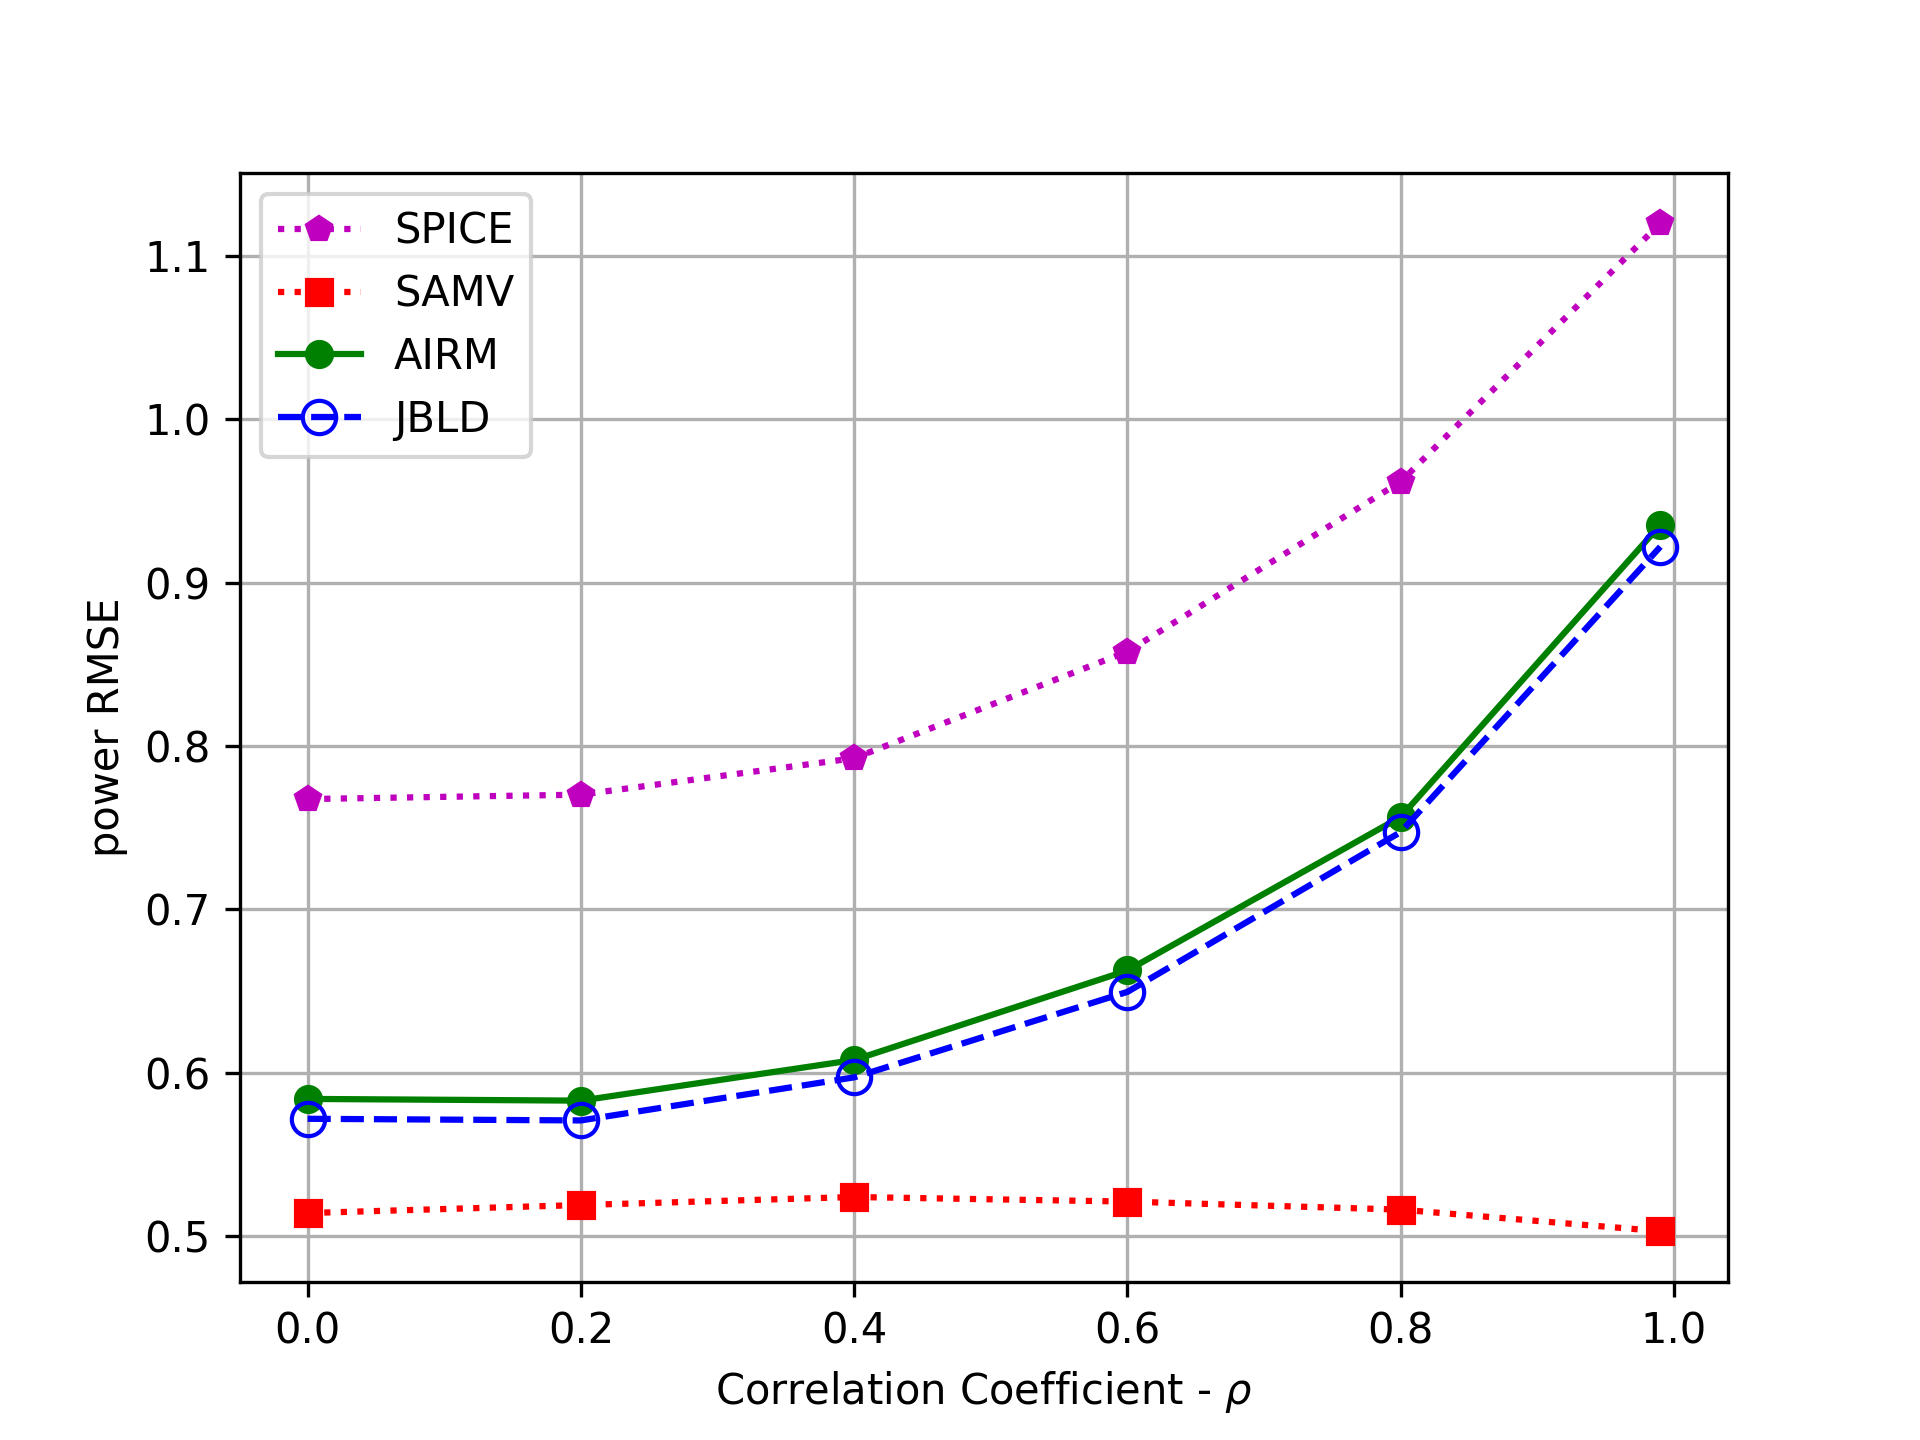 SPICE
SAMV
AIRM
JBLD
1.1
1.0
0.9
0.8
0.7
0.6
0.5
power RMSE
0.0 0.2 0.4 0.6 0.8 1.0
Correlation Coefficient - ρ